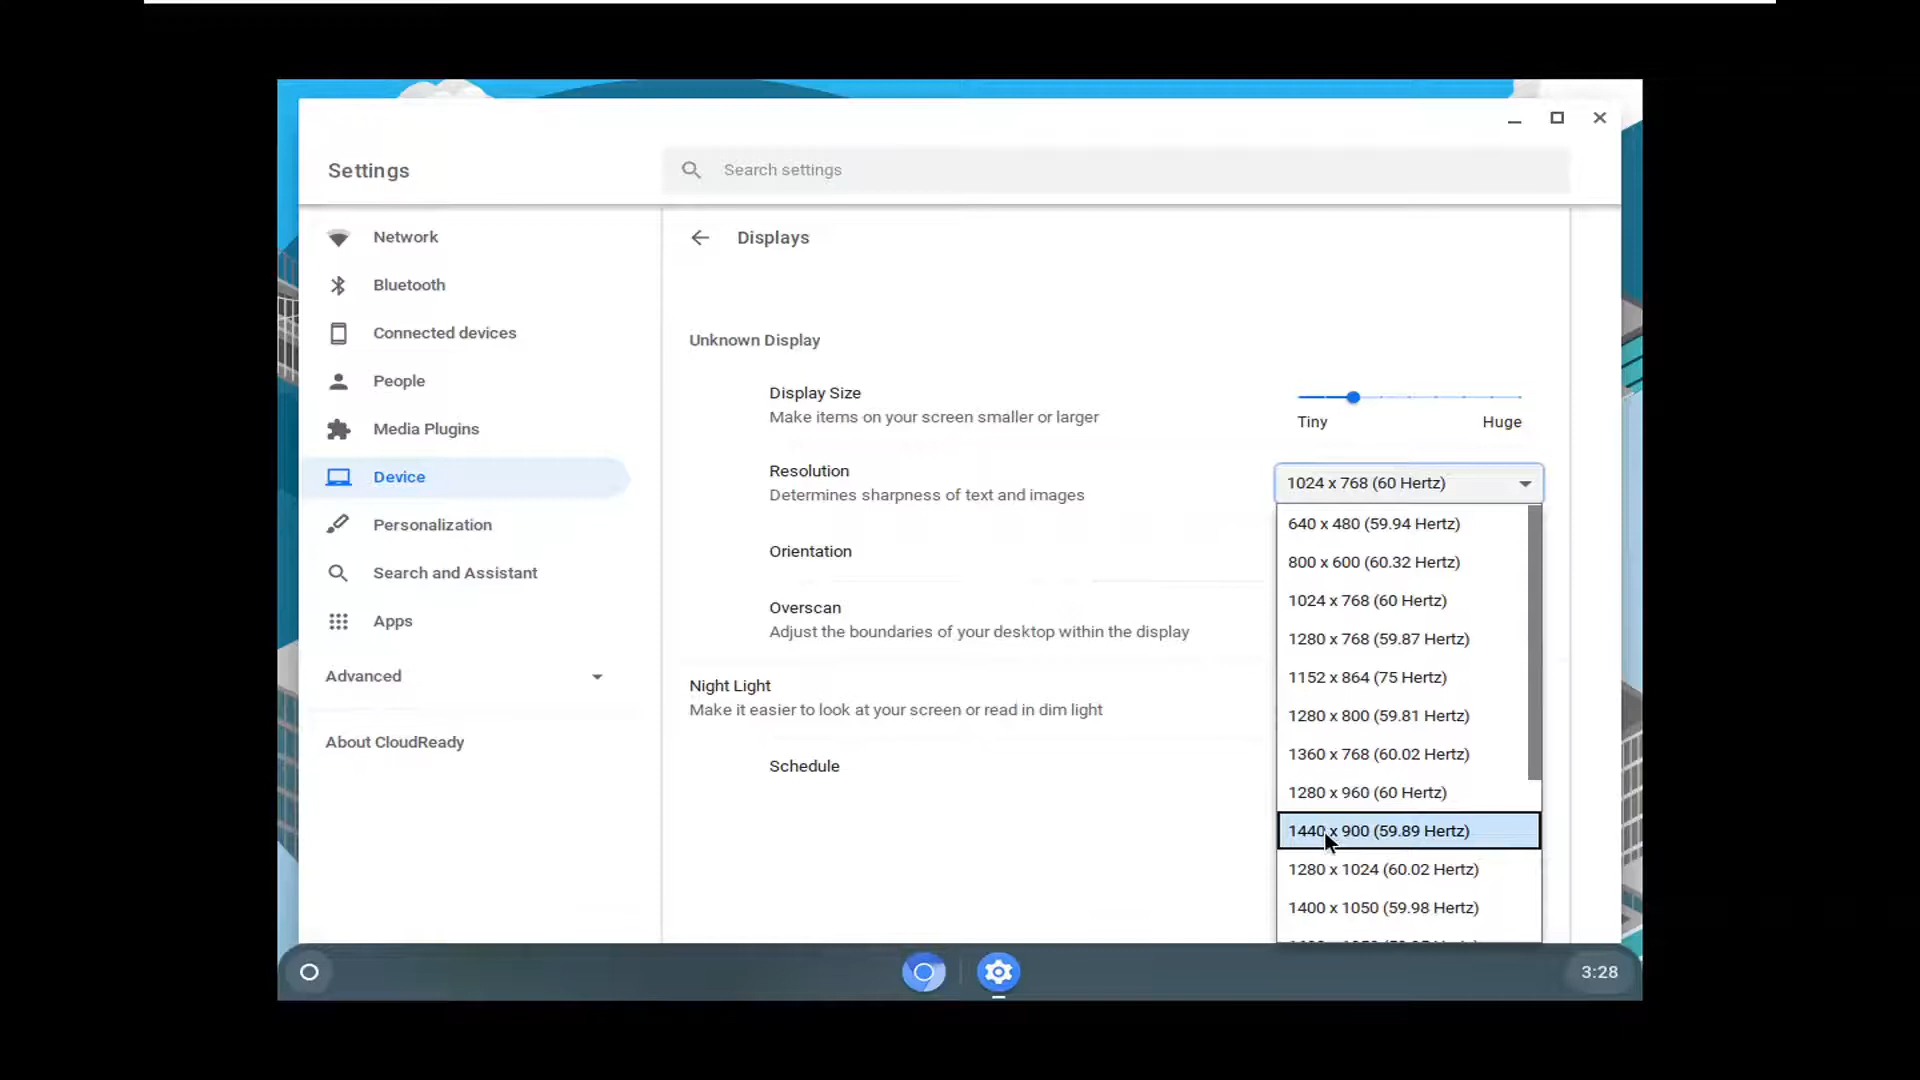 Settings
Search settings
Network
Bluetooth
Connected devices
People
Media Plugins
Device
Personalization
Search and Assistant
Apps
Advanced
About CloudReady
Displays
Unknown Display
Display Size
Make items on your screen smaller or larger
Tiny
Huge
Resolution
Determines sharpness of text and images
1024 x 768 (60 Hertz)
640 x 480 (59.94 Hertz)
800 x 600 (60.32 Hertz)
1024 x 768 (60 Hertz)
1280 x 768 (59.87 Hertz)
1152 x 864 (75 Hertz)
1280 x 800 (59.81 Hertz)
1360 x 768 (60.02 Hertz)
1280 x 960 (60 Hertz)
1440 x 900 (59.89 Hertz)
1280 x 1024 (60.02 Hertz)
1400 x 1050 (59.98 Hertz)
Orientation
Overscan
Adjust the boundaries of your desktop within the display
Night Light
Make it easier to look at your screen or read in dim light
Schedule
3:28